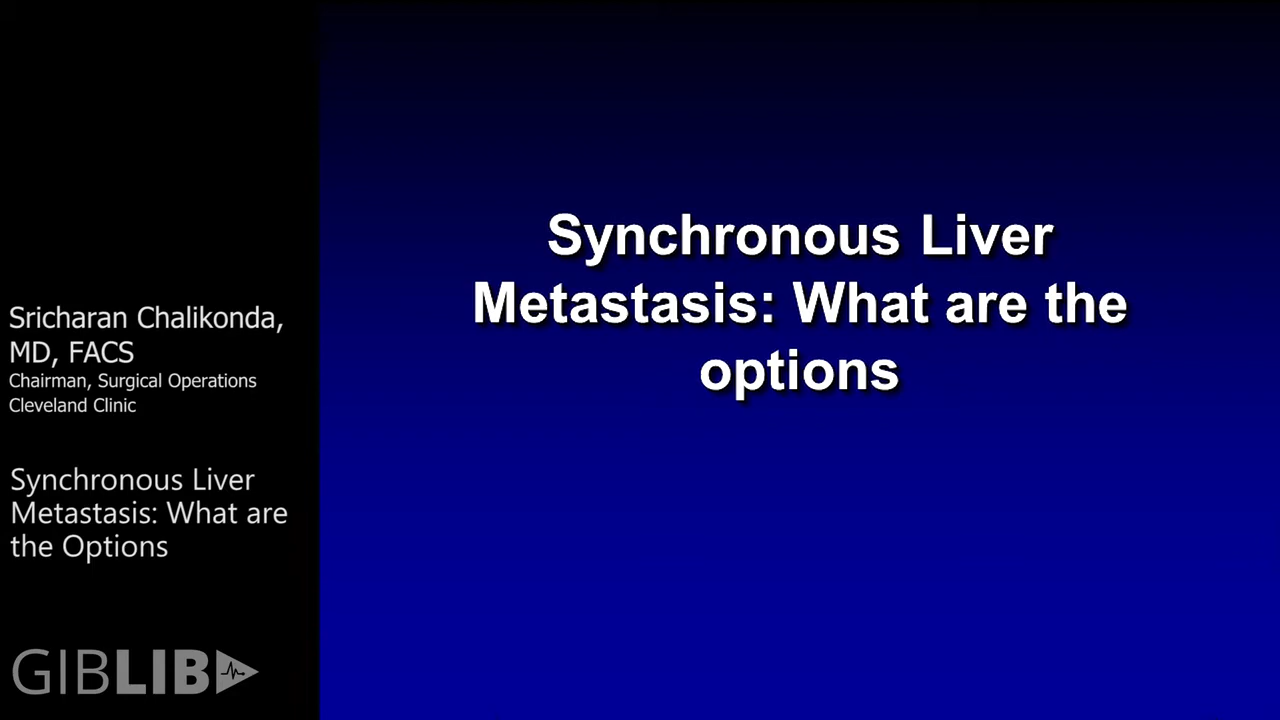 Sricharan Chalikonda,
MD, FACS
Chairman, Surgical Operations
Cleveland Clinic
Synchronous Liver
Metastasis: What are
the Options
GIBLIB
Synchronous Liver
Metastasis: What are the
options